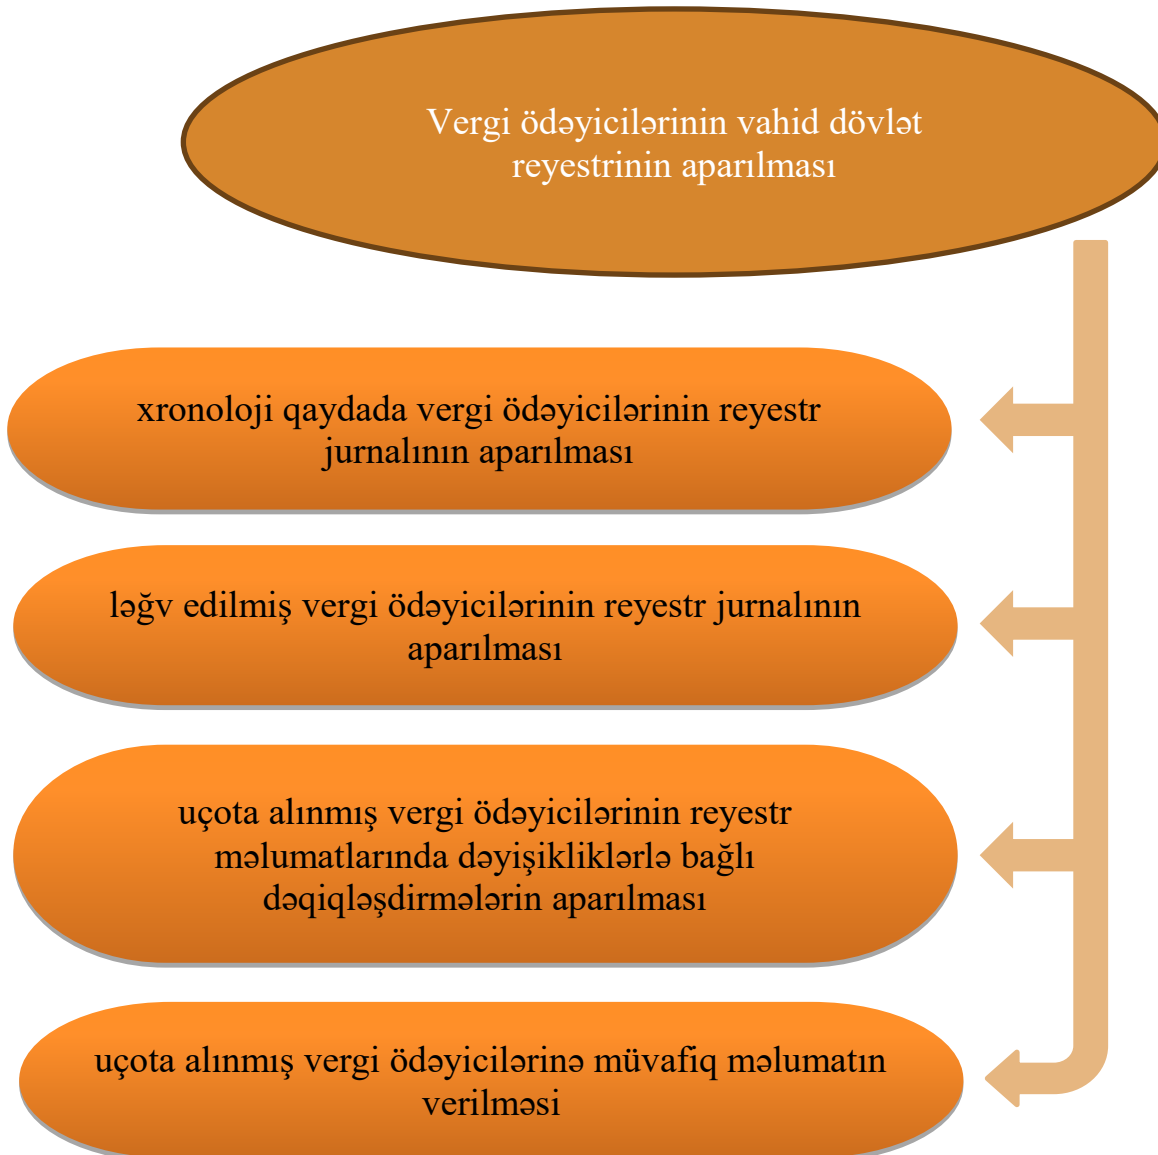 Vergi ödəyicilərinin vahid dövlət
reyestrinin aparılması
xronoloji qaydada vergi ödəyicilərinin reyestr
jurnalının aparılması
ləğv edilmiş vergi ödəyicilərinin reyestr jurnalının
aparılması
uçota alınmış vergi ödəyicilərinin reyestr
məlumatlarında dəyişikliklərlə bağlı
dəqiqləşdirmələrin aparılması
uçota alınmış vergi ödəyicilərinə müvafiq məlumatın
verilməsi